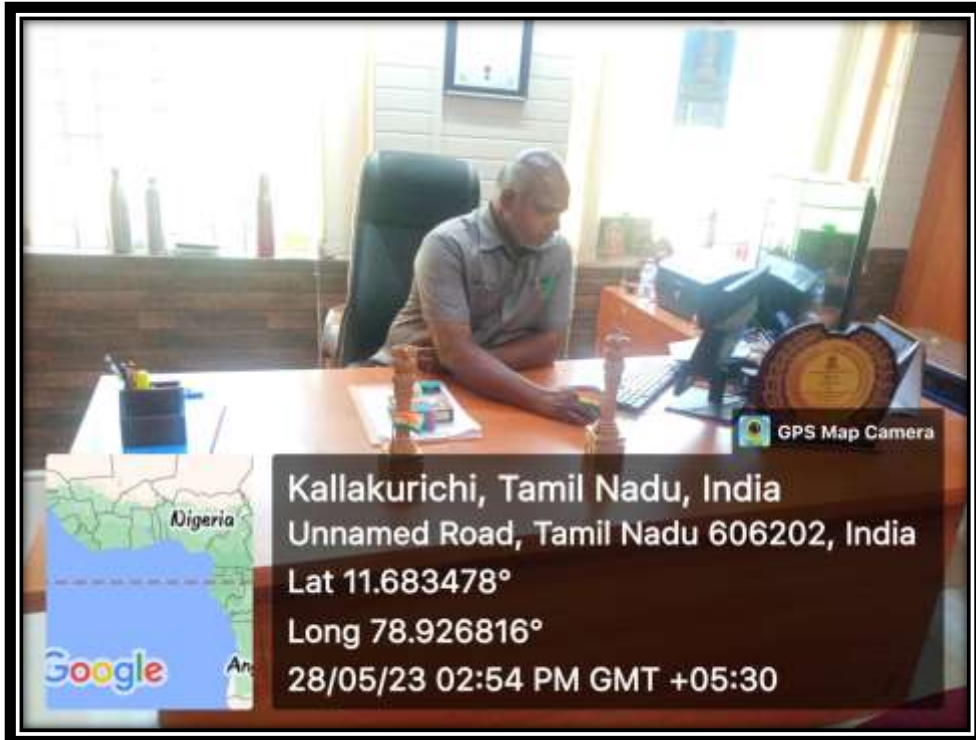 GPS Map Camera
Nigeria
An
Google
Kallakurichi, Tamil Nadu, India
Unnamed Road, Tamil Nadu 606202, India
Lat 11.683478°
Long 78.926816°
28/05/23 02:54 PM GMT +05:30